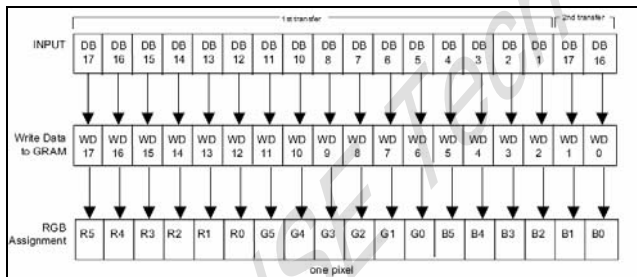 1st transfer 2nd transfer
INPUT DB 17 DB 16 DB 15 DB 14 DB 13 DB 12 DB 11 DB 10 DB 8 DB 7 DB 6 DB 5 DB 4 DB 3 DB 2 DB 1 DB 17 DB 16
Write Data to GRAM WD 17 WD 16 WD 15 WD 14 WD 13 WD 12 WD 11 WD 10 WD 9 WD 8 WD 7 WD 6 WD 5 WD 4 WD 3 WD 2 WD 1 WD 0
RGB Assignment R5 R4 R3 R2 R1 R0 G5 G4 G3 G2 G1 G0 B5 B4 B3 B2 B1 B0
one pixel